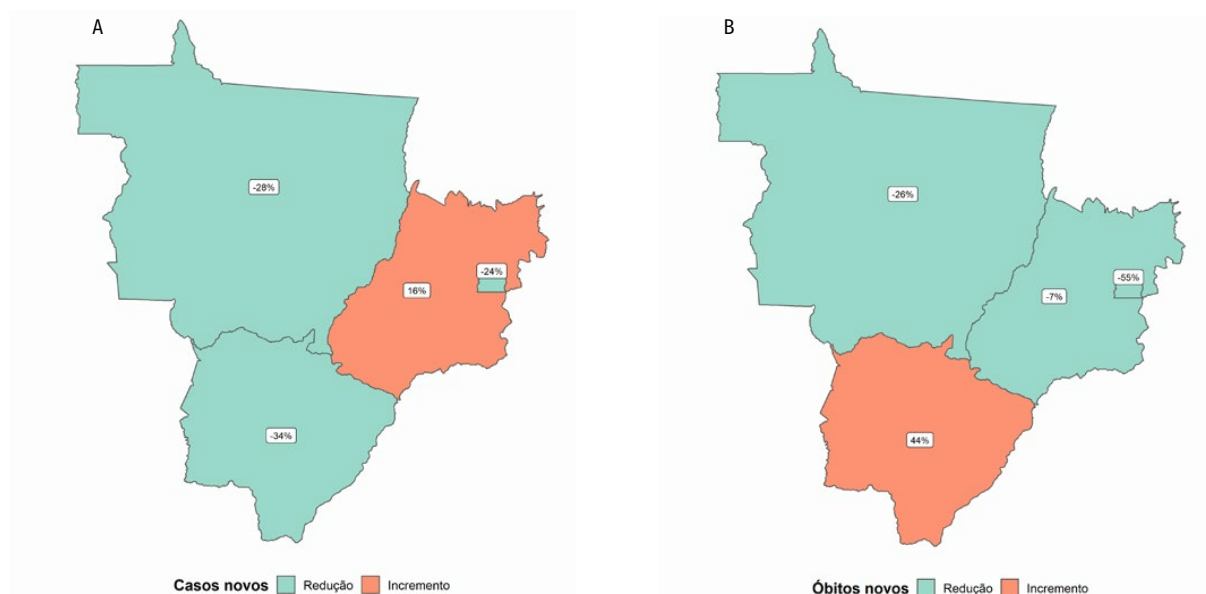 A
-28%
-24%
16%
-34%
Casos novos Redução Incremento
B
-26%
-55%
-7%
44%
Óbitos novos Redução Incremento